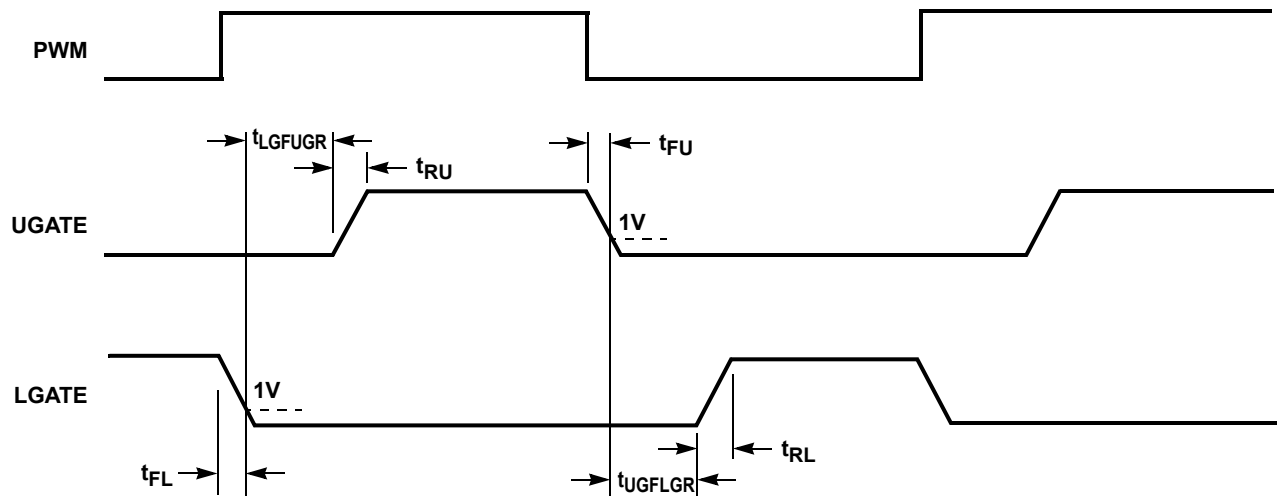 PWM
tLGFUGR
tFU
tRU
UGATE
1V
LGATE
1V
tFL
tRL
tUGFLGR